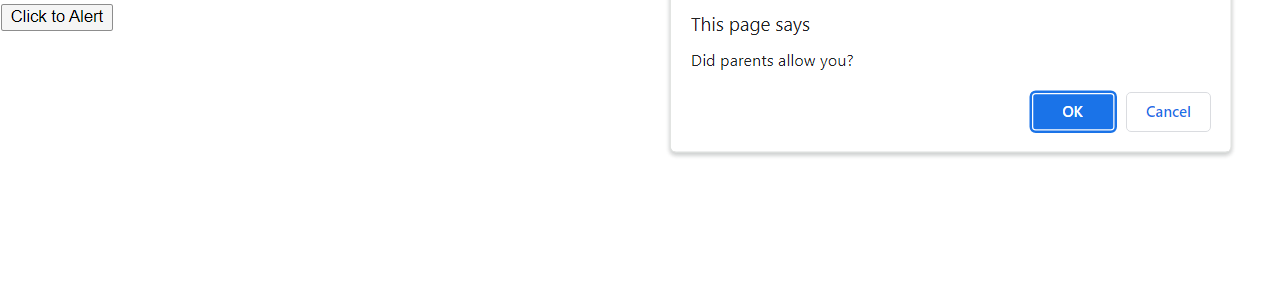 Click to Alert
This page says
Did parents allow you?
OK
Cancel